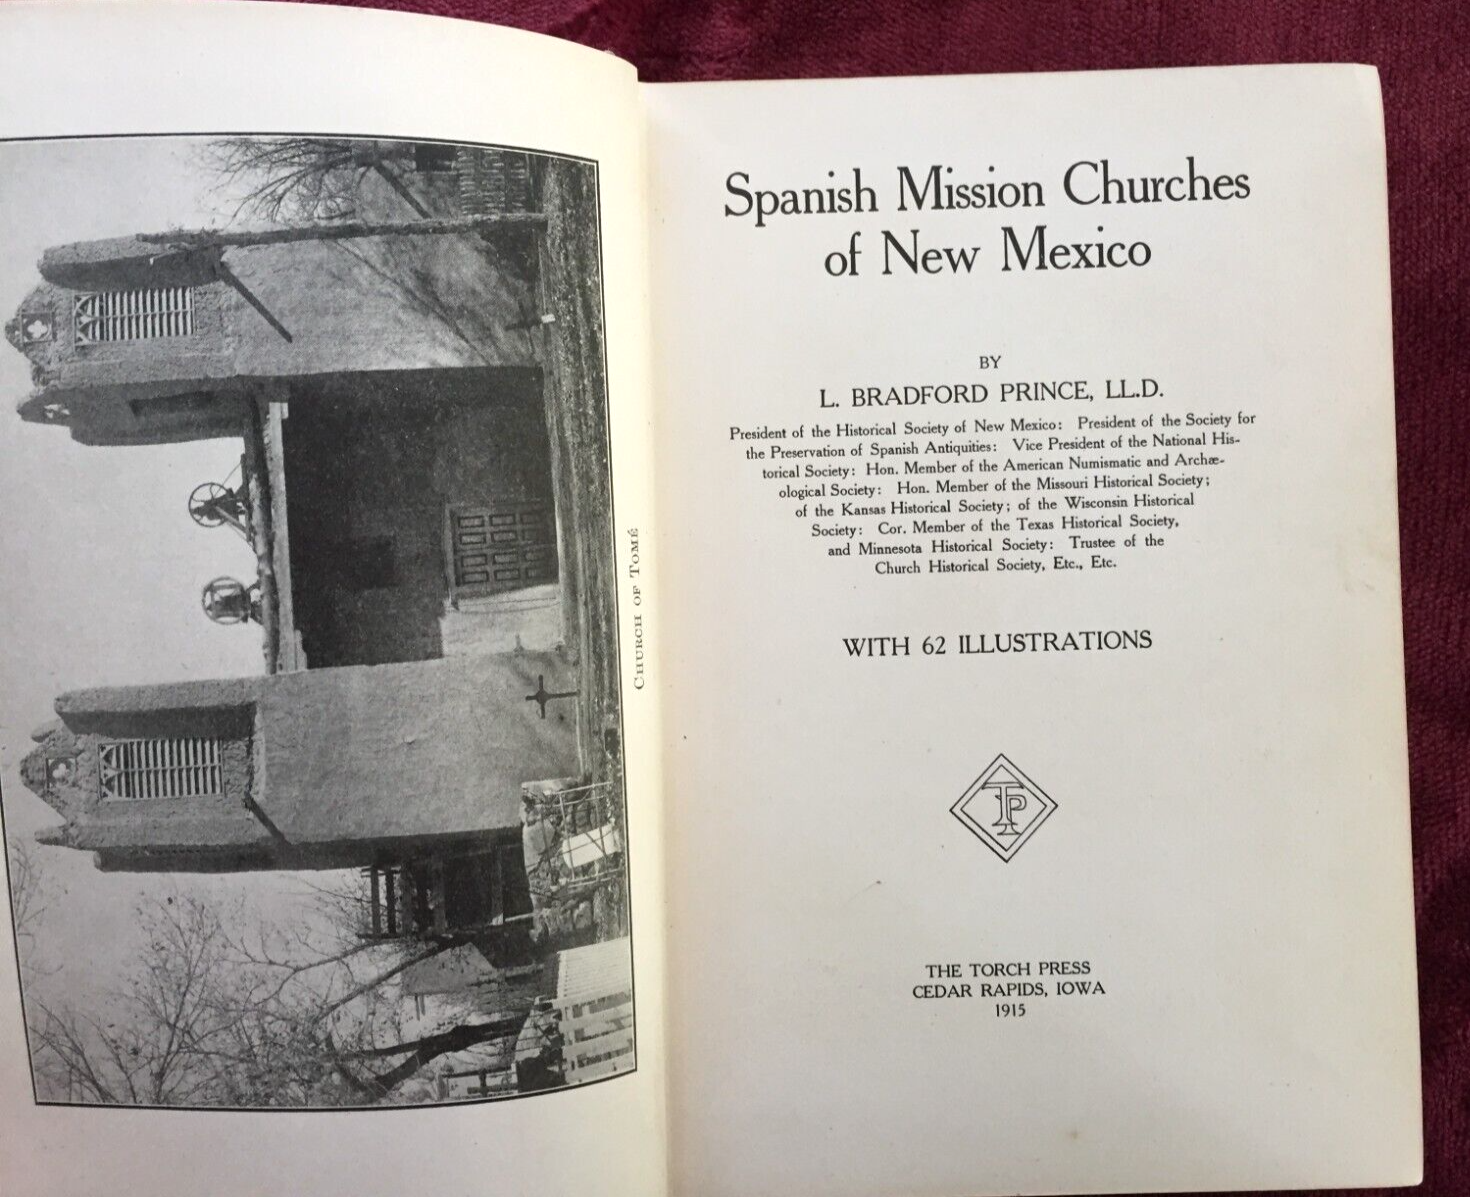 CHURCH OF TOMÉ
Spanish Mission Churches
of New Mexico
BY
L. BRADFORD PRINCE, LL.D.
President of the Historical Society of New Mexico: President of the Society for
the Preservation of Spanish Antiquities: Vice President of the National His-
torical Society: Hon. Member of the American Numismatic and Archæ-
ological Society: Hon. Member of the Missouri Historical Society;
of the Kansas Historical Society; of the Wisconsin Historical
Society: Cor. Member of the Texas Historical Society,
and Minnesota Historical Society: Trustee of the
Church Historical Society, Etc., Etc.
WITH 62 ILLUSTRATIONS
TP
THE TORCH PRESS
CEDAR RAPIDS, IOWA
1915